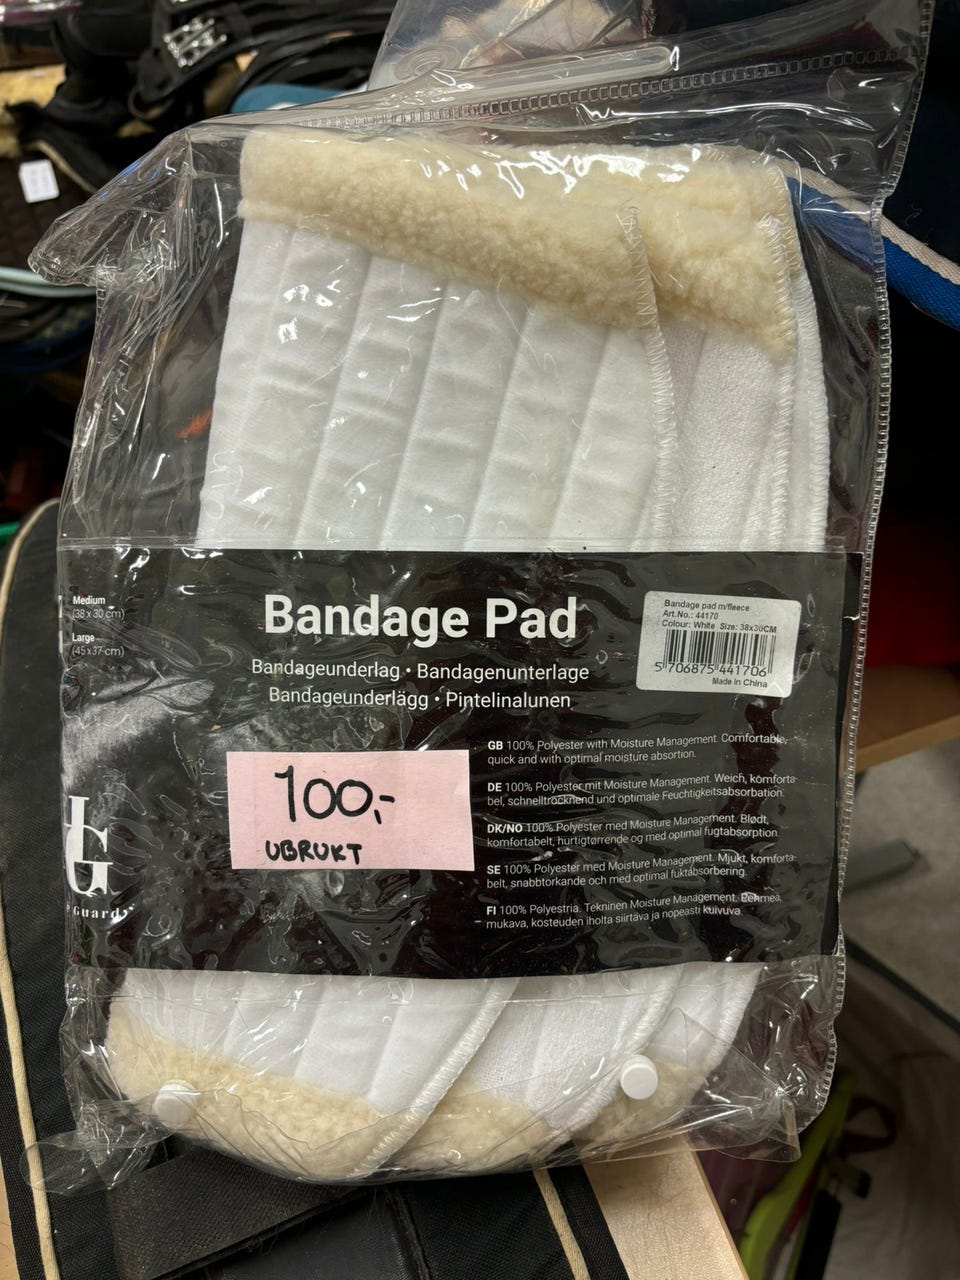 Medium
(38 x 30 cm)
Large
(45 x 37 cm)
Bandage Pad
Bandageunderlag • Bandagenunterlage
Bandageunderlägg • Pintelinalunen
Bandage pad m/fleece
Art.No.: 44170
Colour: White Size: 38x30CM
5 706875 441706
Made in China
100,-
UBRUKT
GB 100% Polyester with Moisture Management. Comfortable,
quick and with optimal moisture absortion.
DE 100% Polyester mit Moisture Management. Weich, komforta-
bel, schnelltrocknend und optimale Feuchtigkeitsabsorbation.
DK/NO 100% Polyester med Moisture Management. Blødt,
komfortabelt, hurtigtørrende og med optimal fugtabsorption.
SE 100% Polyester med Moisture Management. Mjukt, komforta-
belt, snabbtorkande och med optimal fuktabsorbering.
FI 100% Polyestria. Tekninen Moisture Management. Pehmea,
mukava, kosteuden iholta siirtava ja nopeasti kuivuva.
G
Guard